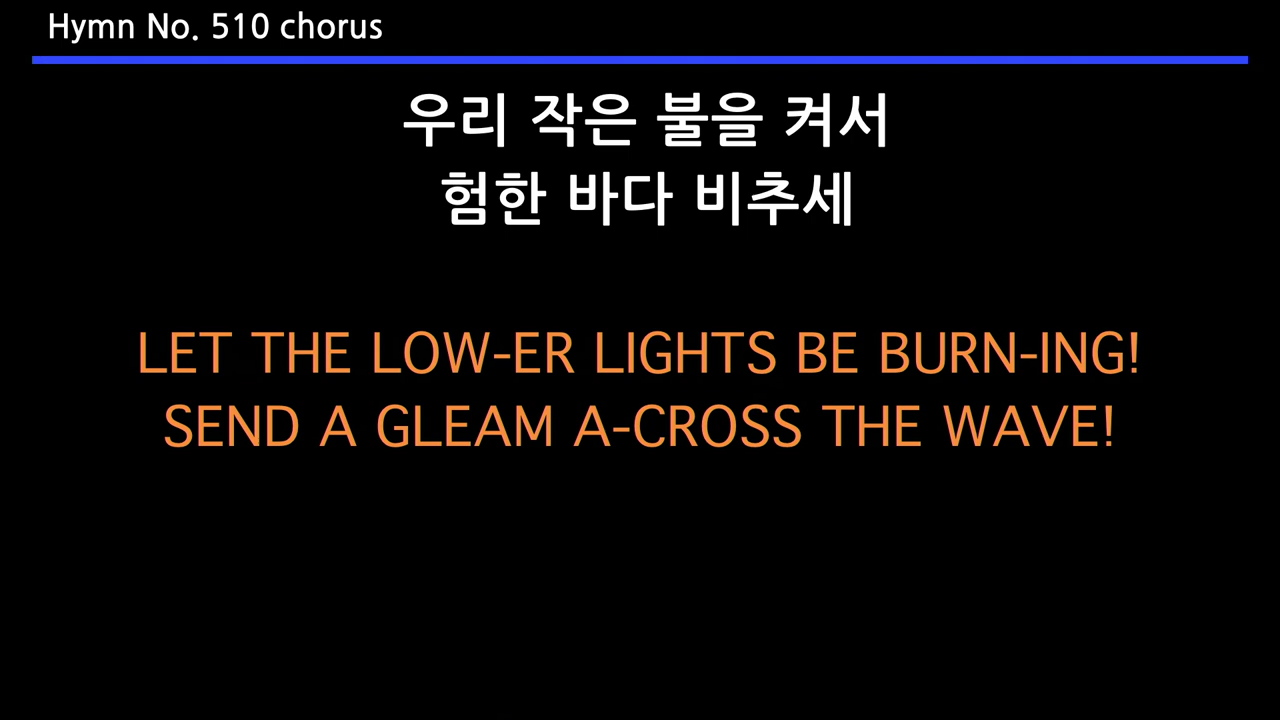 Hymn No. 510 chorus
우리 작은 불을 켜서
험한 바다 비추세
LET THE LOW-ER LIGHTS BE BURN-ING!
SEND A GLEAM A-CROSS THE WAVE!